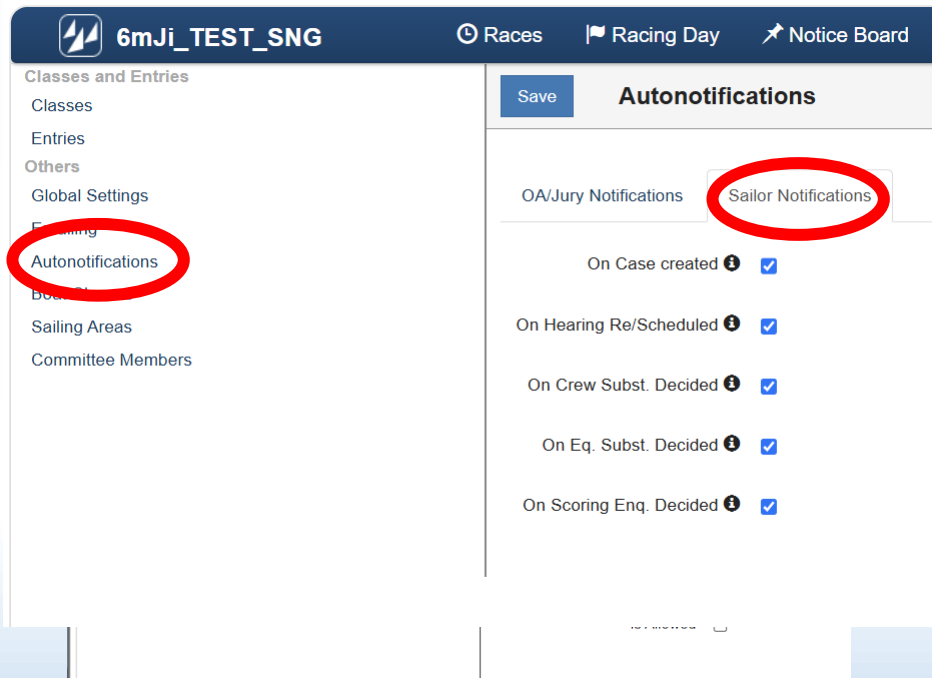 6mJi_TEST_SNG
Races
Racing Day
Notice Board
Classes and Entries
Classes
Entries
Others
Global Settings
Autonotifications
Sailing Areas
Committee Members
Save
Autonotifications
OA/Jury Notifications
Sailor Notifications
On Case created
On Hearing Re/Scheduled
On Crew Subst. Decided
On Eq. Subst. Decided
On Scoring Enq. Decided